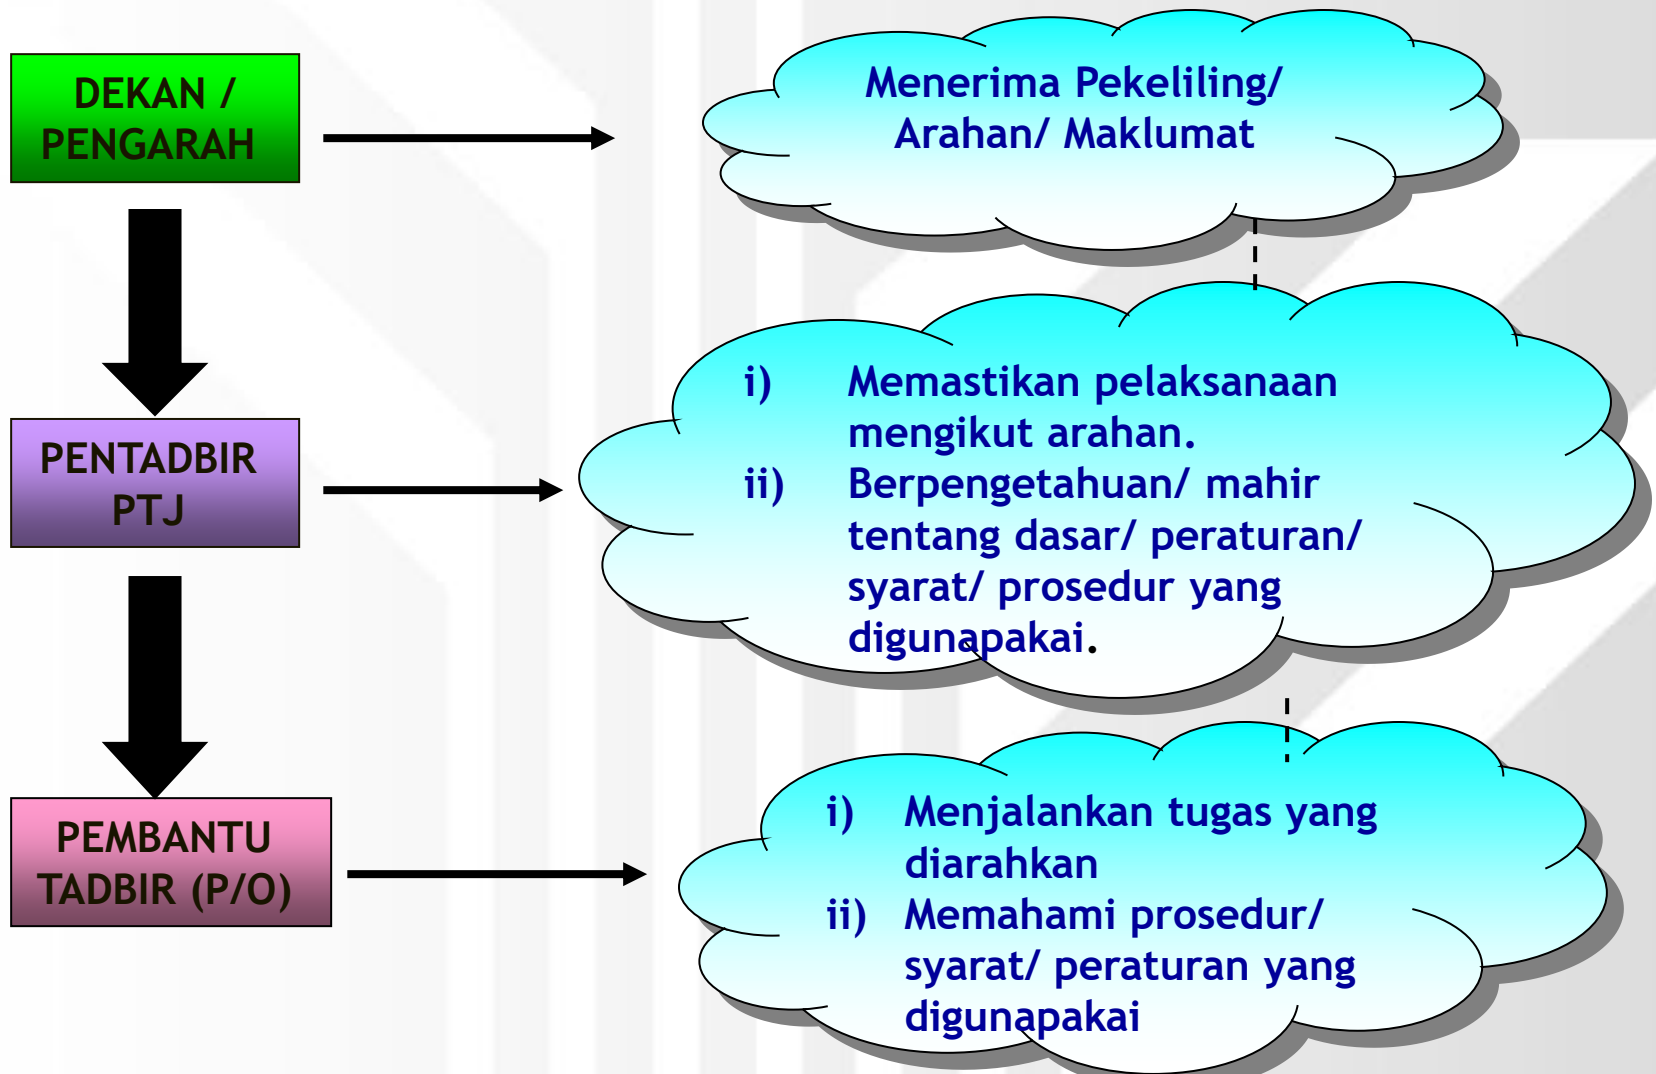 DEKAN /
PENGARAH
Menerima Pekeliling/
Arahan/ Maklumat
PENTADBIR
PTJ
i) Memastikan pelaksanaan
mengikut arahan.
ii) Berpengetahuan/ mahir
tentang dasar/ peraturan/
syarat/ prosedur yang
digunapakai.
PEMBANTU
TADBIR (P/O)
i) Menjalankan tugas yang
diarahkan
ii) Memahami prosedur/
syarat/ peraturan yang
digunapakai